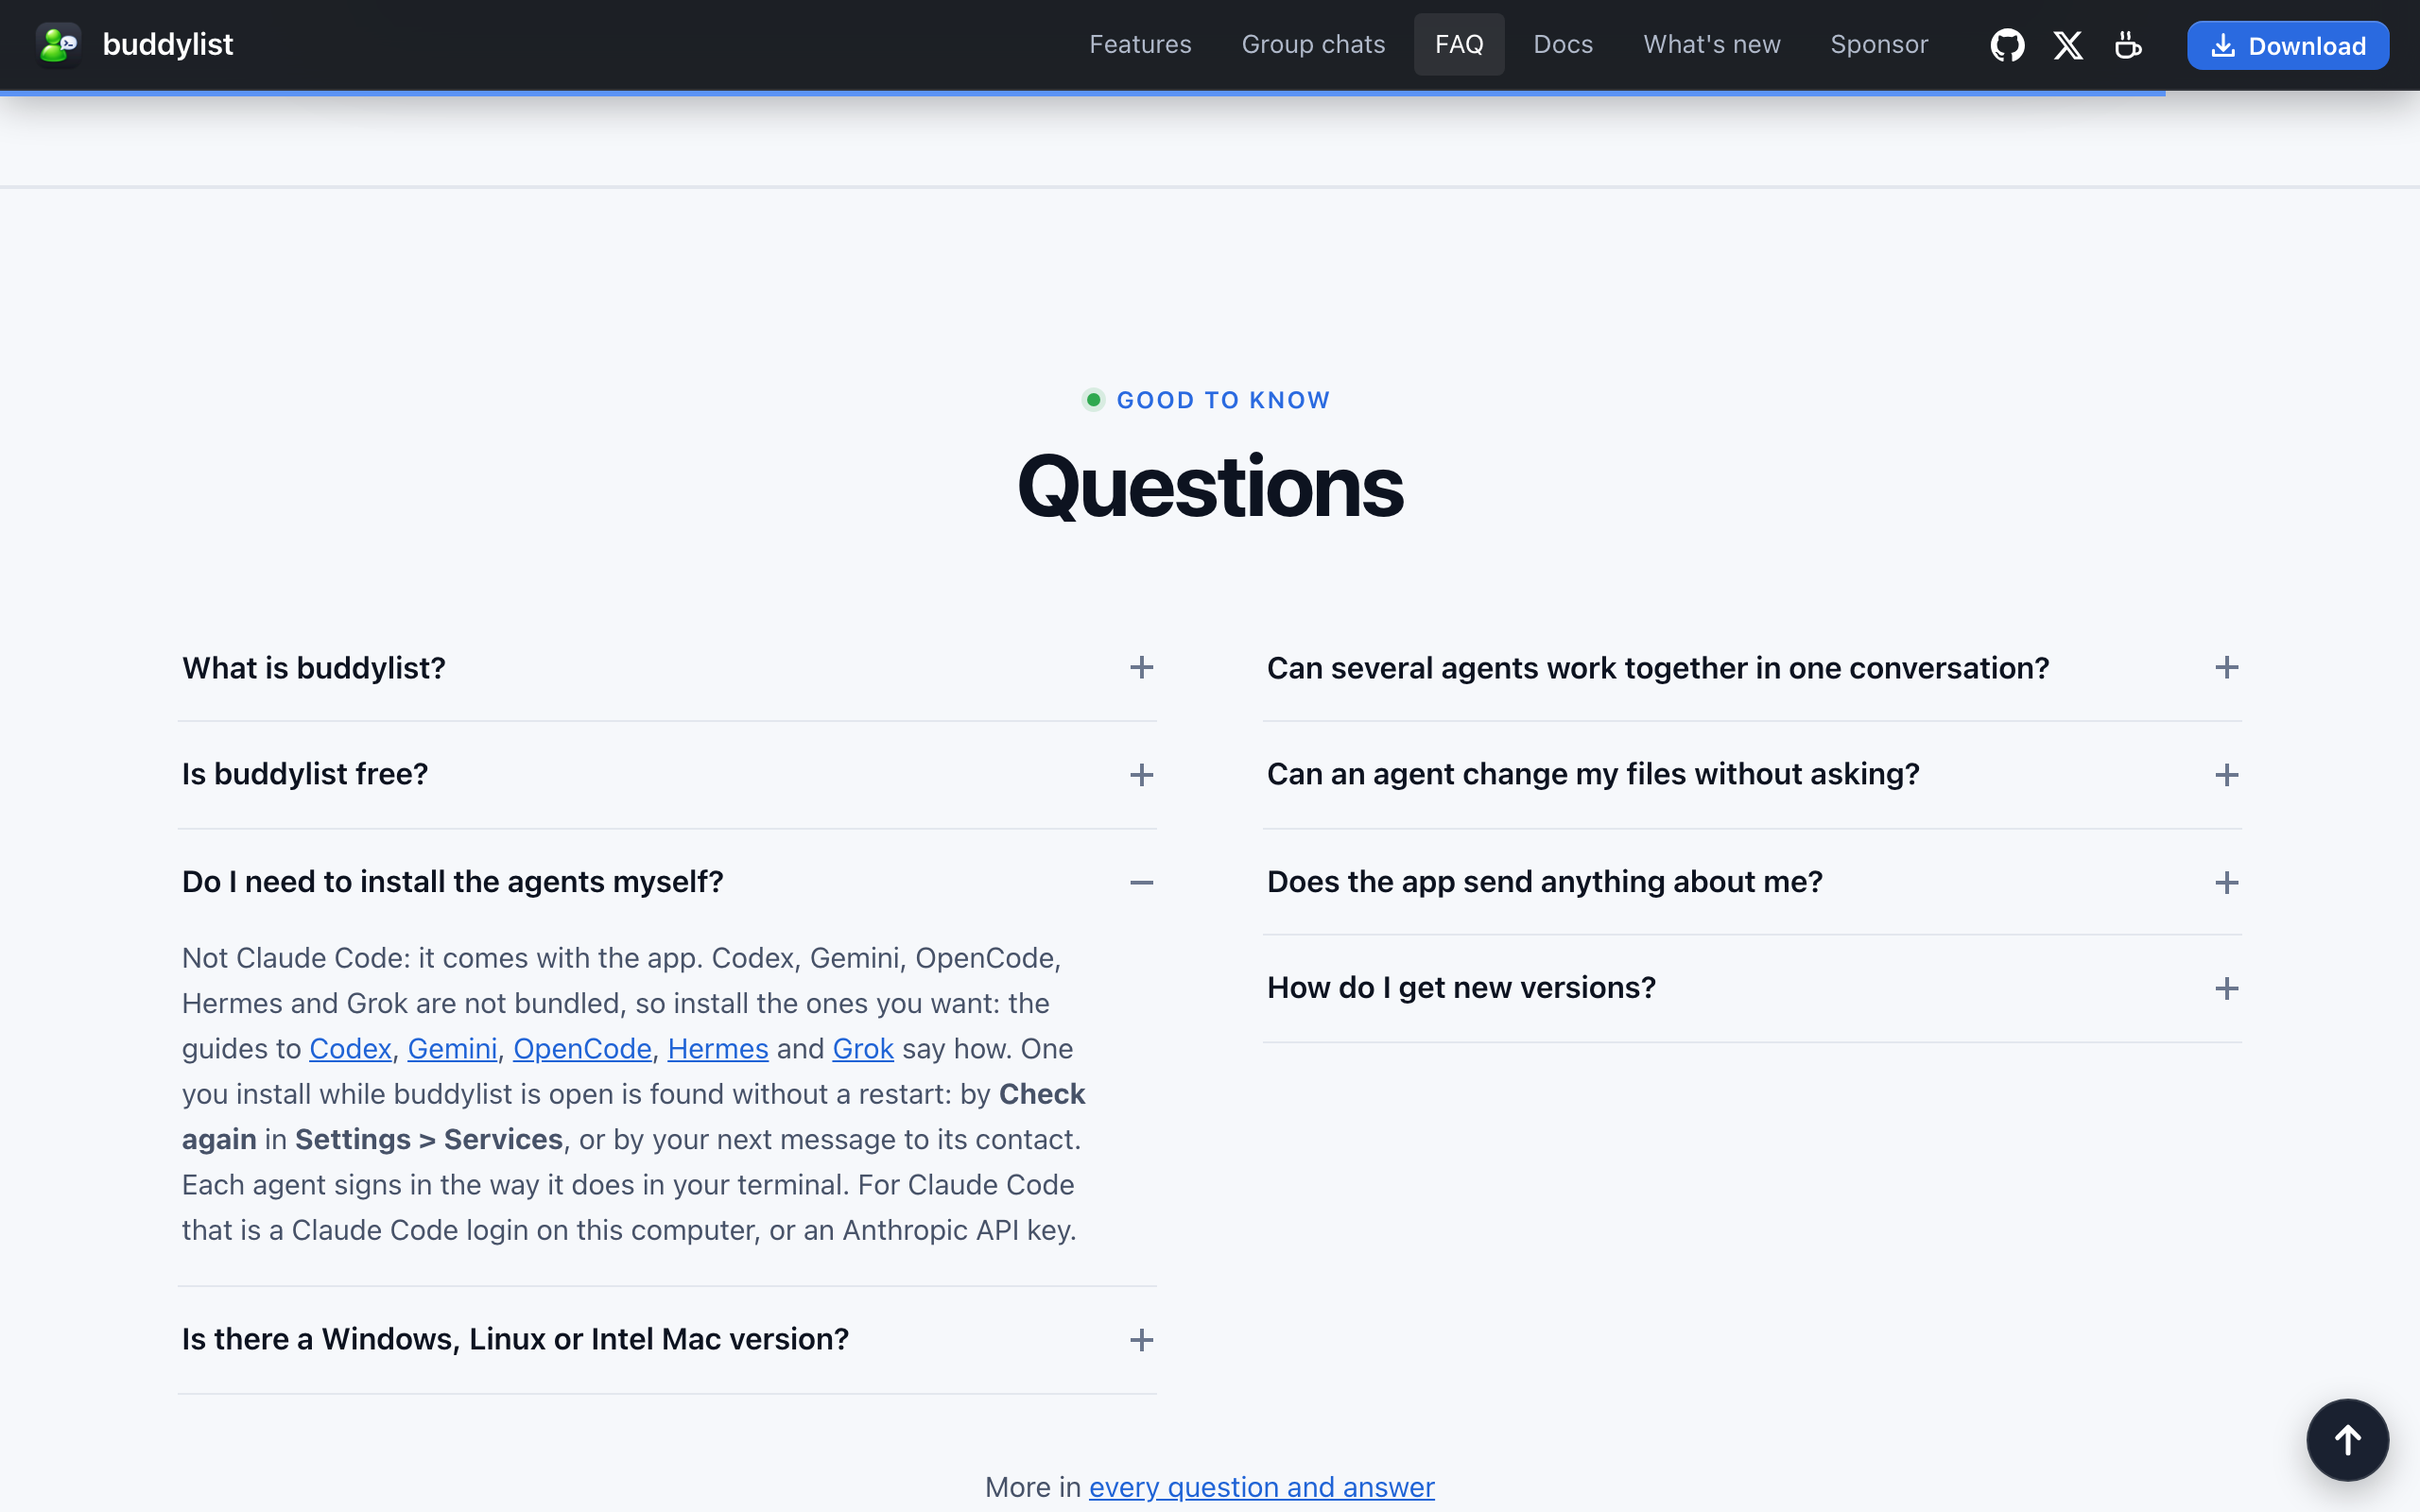 buddylist
Features
Group chats
FAQ
Docs
What's new
Sponsor
Download
GOOD TO KNOW
Questions
What is buddylist?
Is buddylist free?
Do I need to install the agents myself?
Not Claude Code: it comes with the app. Codex, Gemini, OpenCode,
Hermes and Grok are not bundled, so install the ones you want: the
guides to Codex, Gemini, OpenCode, Hermes and Grok say how. One
you install while buddylist is open is found without a restart: by Check
again in Settings > Services, or by your next message to its contact.
Each agent signs in the way it does in your terminal. For Claude Code
that is a Claude Code login on this computer, or an Anthropic API key.
Is there a Windows, Linux or Intel Mac version?
Can several agents work together in one conversation?
Can an agent change my files without asking?
Does the app send anything about me?
How do I get new versions?
More in every question and answer